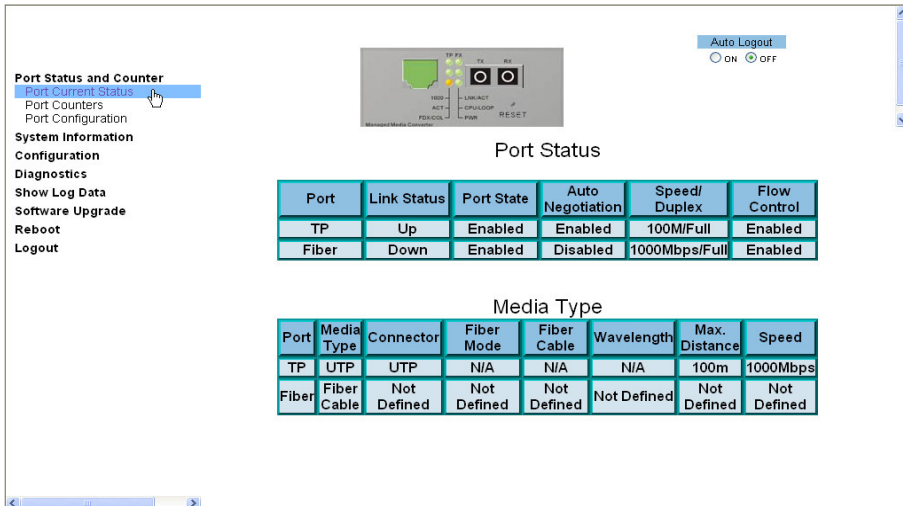 Auto Logout
ON OFF
Port Status and Counter
Port Current Status
Port Counters
Port Configuration
System Information
Configuration
Diagnostics
Show Log Data
Software Upgrade
Reboot
Logout
TP FX TX RX
1000 LNK/ACT
ACT CPU/LOOP
FDX/COL PWR RESET
Managed Media Converter
Port Status
Port Link Status Port State Auto Negotiation Speed/ Duplex Flow Control
TP Up Enabled Enabled 100M/Full Enabled
Fiber Down Enabled Disabled 1000Mbps/Full Enabled
Media Type
Port Media Type Connector Fiber Mode Fiber Cable Wavelength Max. Distance Speed
TP UTP UTP N/A N/A N/A 100m 1000Mbps
Fiber Fiber Cable Not Defined Not Defined Not Defined Not Defined Not Defined Not Defined